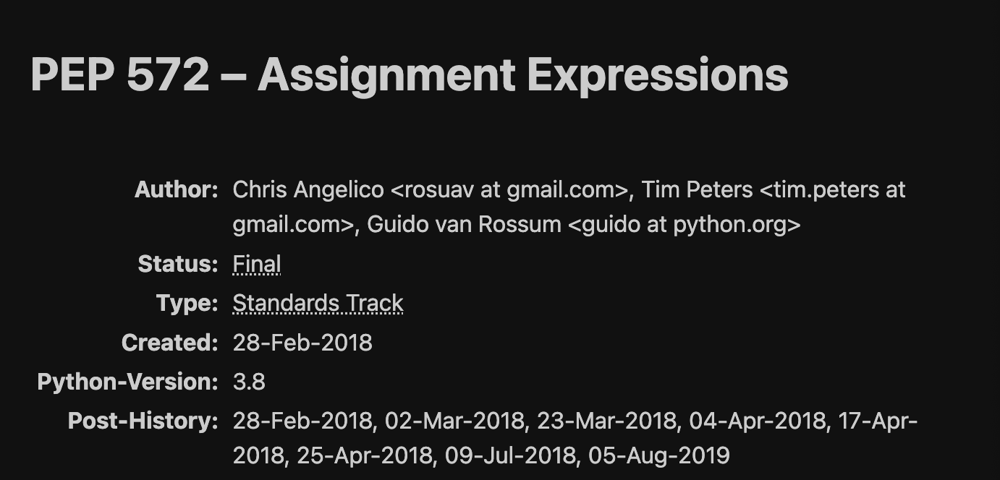 PEP 572 – Assignment Expressions
Author: Chris Angelico <rosuav at gmail.com>, Tim Peters <tim.peters at
gmail.com>, Guido van Rossum <guido at python.org>
Status: Final
Type: Standards Track
Created: 28-Feb-2018
Python-Version: 3.8
Post-History: 28-Feb-2018, 02-Mar-2018, 23-Mar-2018, 04-Apr-2018, 17-Apr-
2018, 25-Apr-2018, 09-Jul-2018, 05-Aug-2019